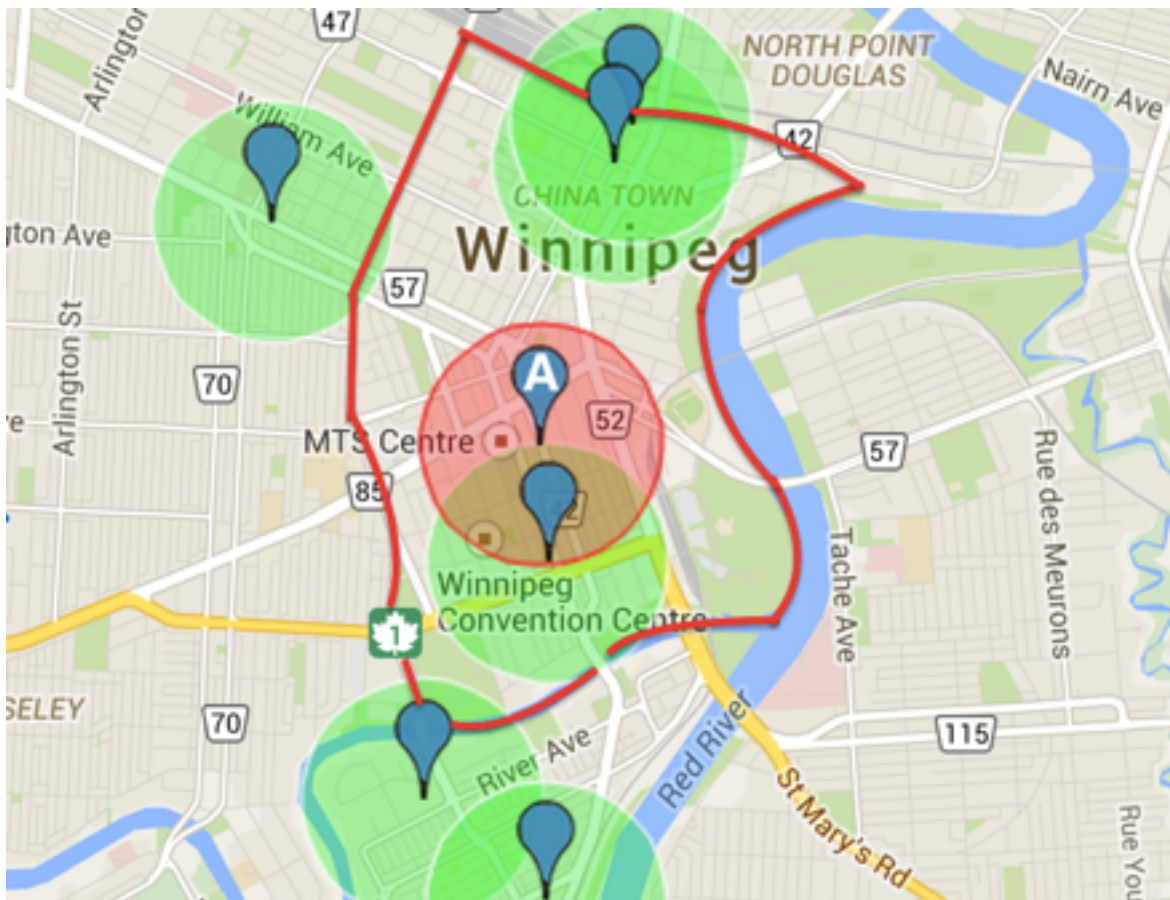 47
Arlington
NORTH POINT
DOUGLAS
Nairn Ave
William Ave
42
CHINA TOWN
gton Ave
Winnipeg
57
Arlington St
70
A
52
MTS Centre
57
85
42
Rue des Meurons
Tache Ave
Winnipeg
Convention Centre
1
SELEY
70
115
River Ave
Red River
St Mary's Rd
Rue You